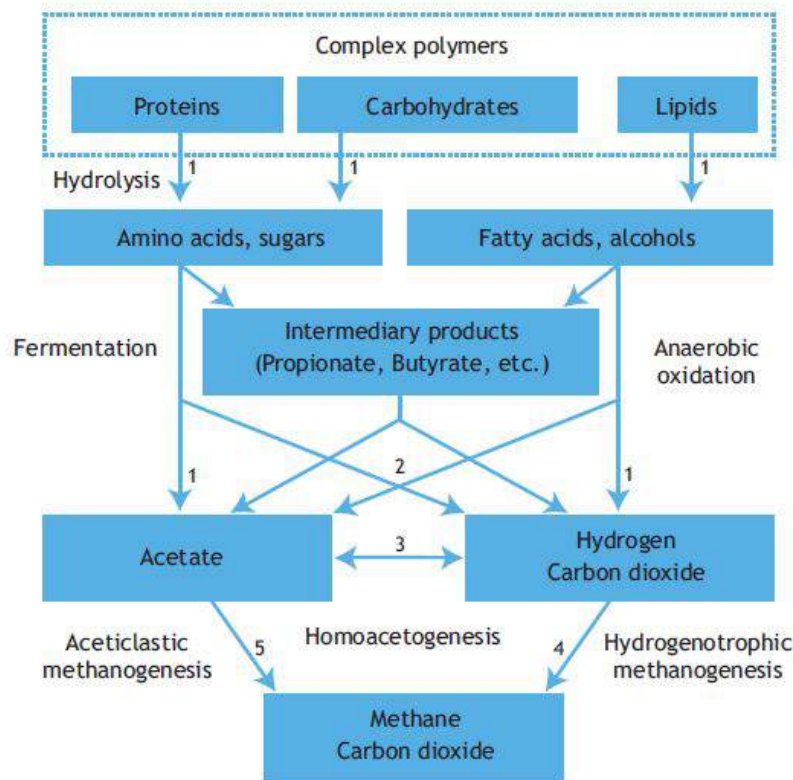 Complex polymers
Proteins
Carbohydrates
Lipids
1
1
1
Hydrolysis
Amino acids, sugars
Fatty acids, alcohols
Intermediary products
(Propionate, Butyrate, etc.)
Fermentation
Anaerobic
oxidation
1
2
1
Acetate
3
Hydrogen
Carbon dioxide
Aceticlastic
methanogenesis
5
Homoacetogenesis
4
Hydrogenotrophic
methanogenesis
Methane
Carbon dioxide